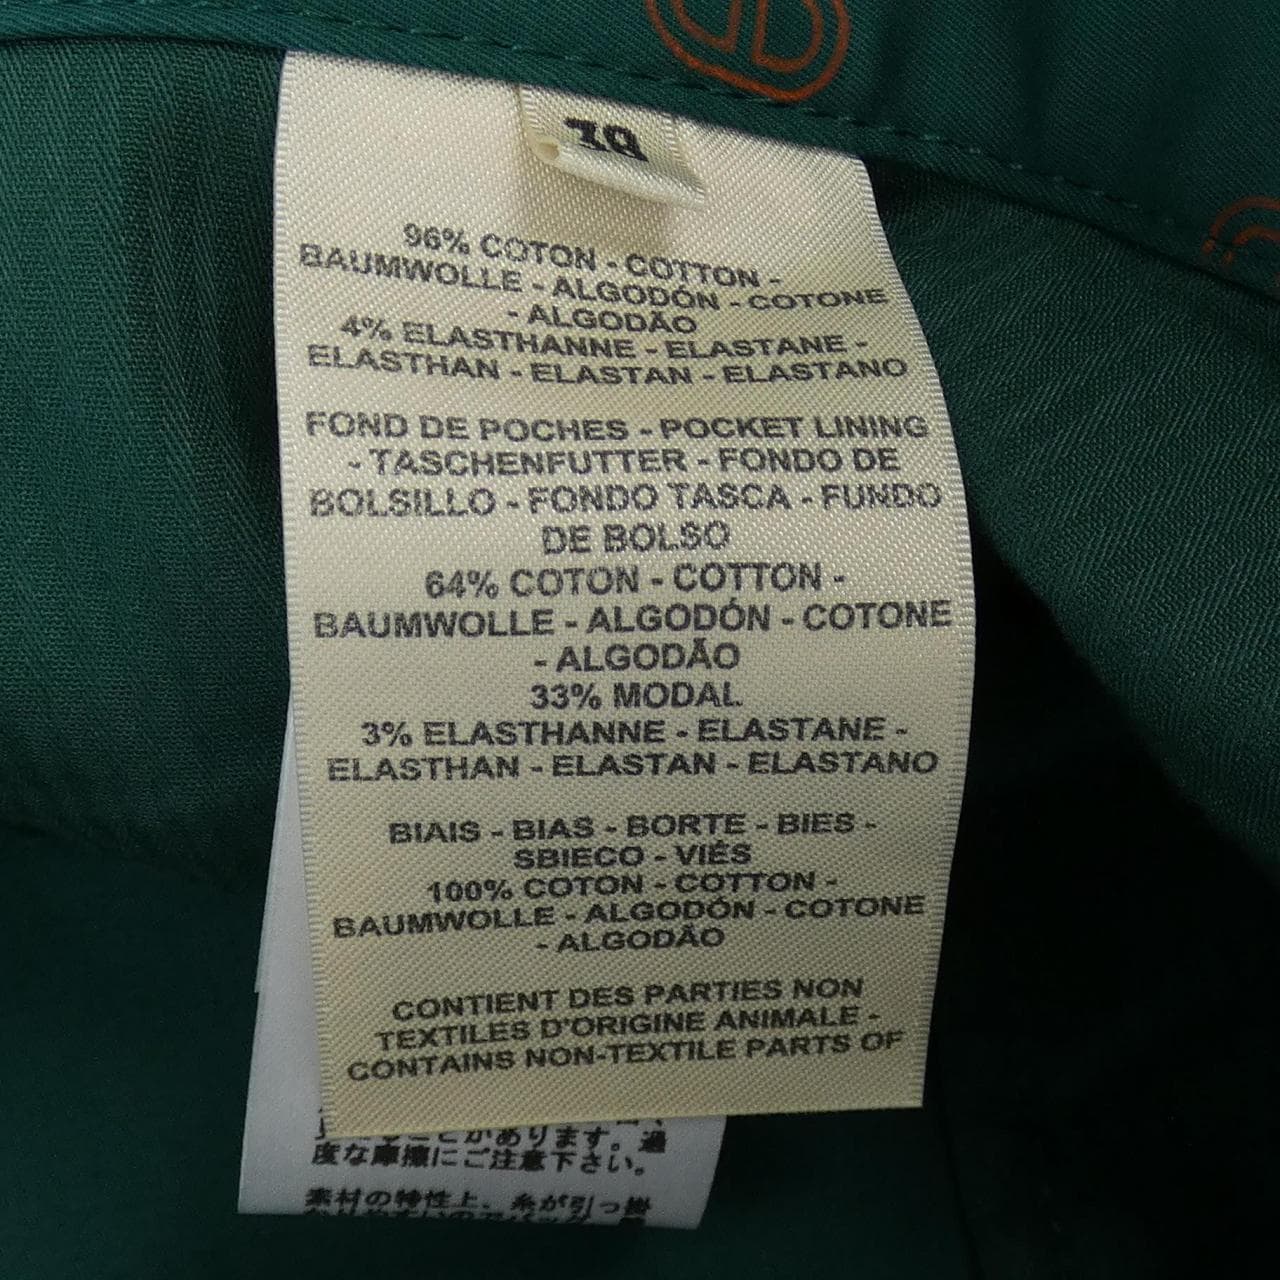 96% COTON - COTTON -
BAUMWOLLE - ALGODÓN - COTONE
- ALGODÃO
4% ELASTHANNE - ELASTANE -
ELASTHAN - ELASTAN - ELASTANO
FOND DE POCHES - POCKET LINING
- TASCHENFUTTER - FONDO DE
BOLSILLO - FONDO TASCA - FUNDO
DE BOLSO
64% COTON - COTTON -
BAUMWOLLE - ALGODÓN - COTONE
- ALGODÃO
33% MODAL
3% ELASTHANNE - ELASTANE -
ELASTHAN - ELASTAN - ELASTANO
BIAIS - BIAS - BORTE - BIES -
SBIECO - VIÉS
100% COTON - COTTON -
BAUMWOLLE - ALGODÓN - COTONE
- ALGODÃO
CONTIENT DES PARTIES NON
TEXTILES D'ORIGINE ANIMALE -
CONTAINS NON-TEXTILE PARTS OF
があります。過
度な摩擦にご注意下さい。
素材の特性上、糸が引っ掛